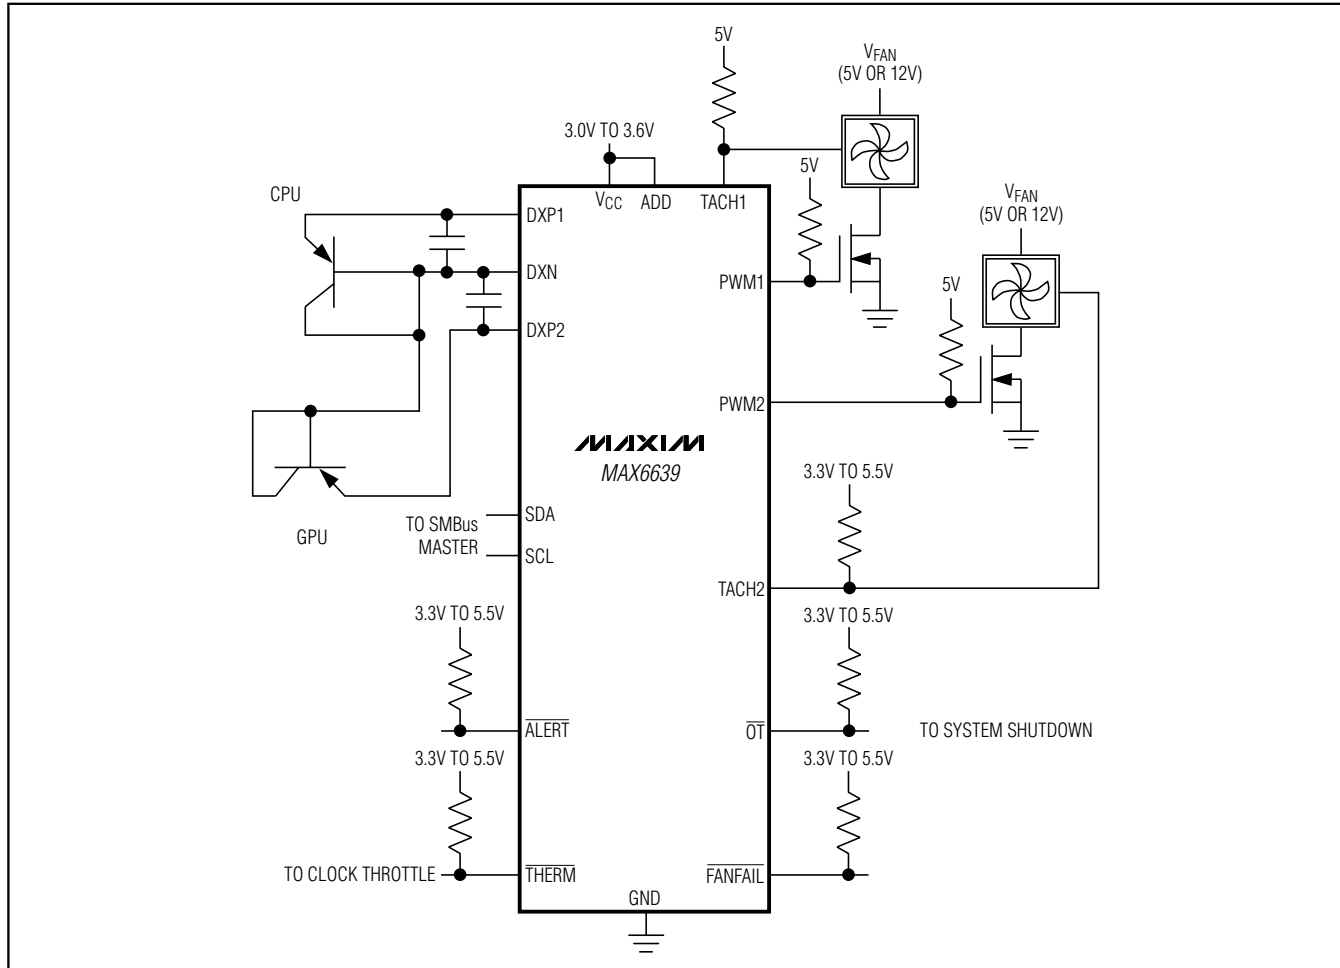 5V
VFAN
(5V OR 12V)
3.0V TO 3.6V
5V
CPU
VCC
ADD
TACH1
VFAN
(5V OR 12V)
DXP1
DXN
PWM1
5V
DXP2
PWM2
MAXIM
MAX6639
3.3V TO 5.5V
TO SMBus
MASTER
SDA
SCL
GPU
TACH2
3.3V TO 5.5V
3.3V TO 5.5V
ALERT
OT
TO SYSTEM SHUTDOWN
3.3V TO 5.5V
3.3V TO 5.5V
TO CLOCK THROTTLE
THERM
FANFAIL
GND